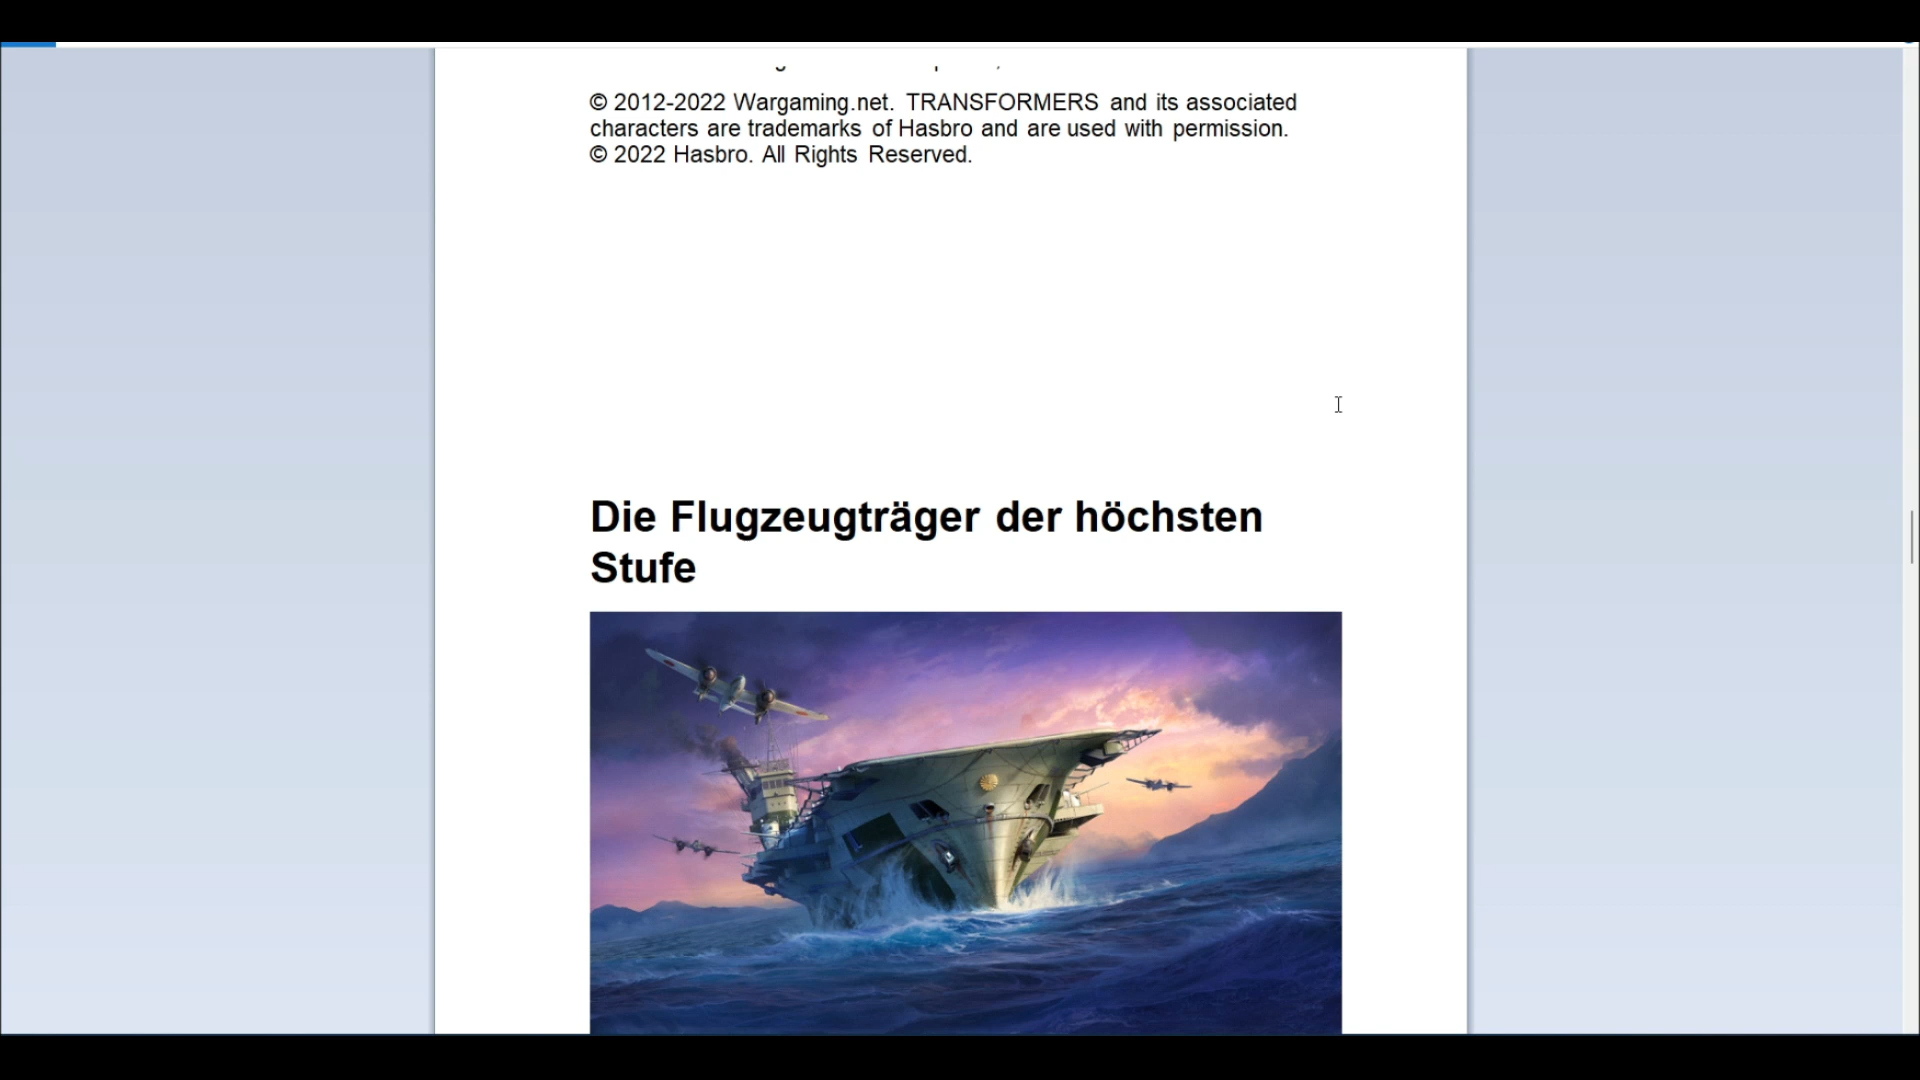 © 2012-2022 Wargaming.net. TRANSFORMERS and its associated
characters are trademarks of Hasbro and are used with permission.
© 2022 Hasbro. All Rights Reserved.
Die Flugzeugträger der höchsten
Stufe